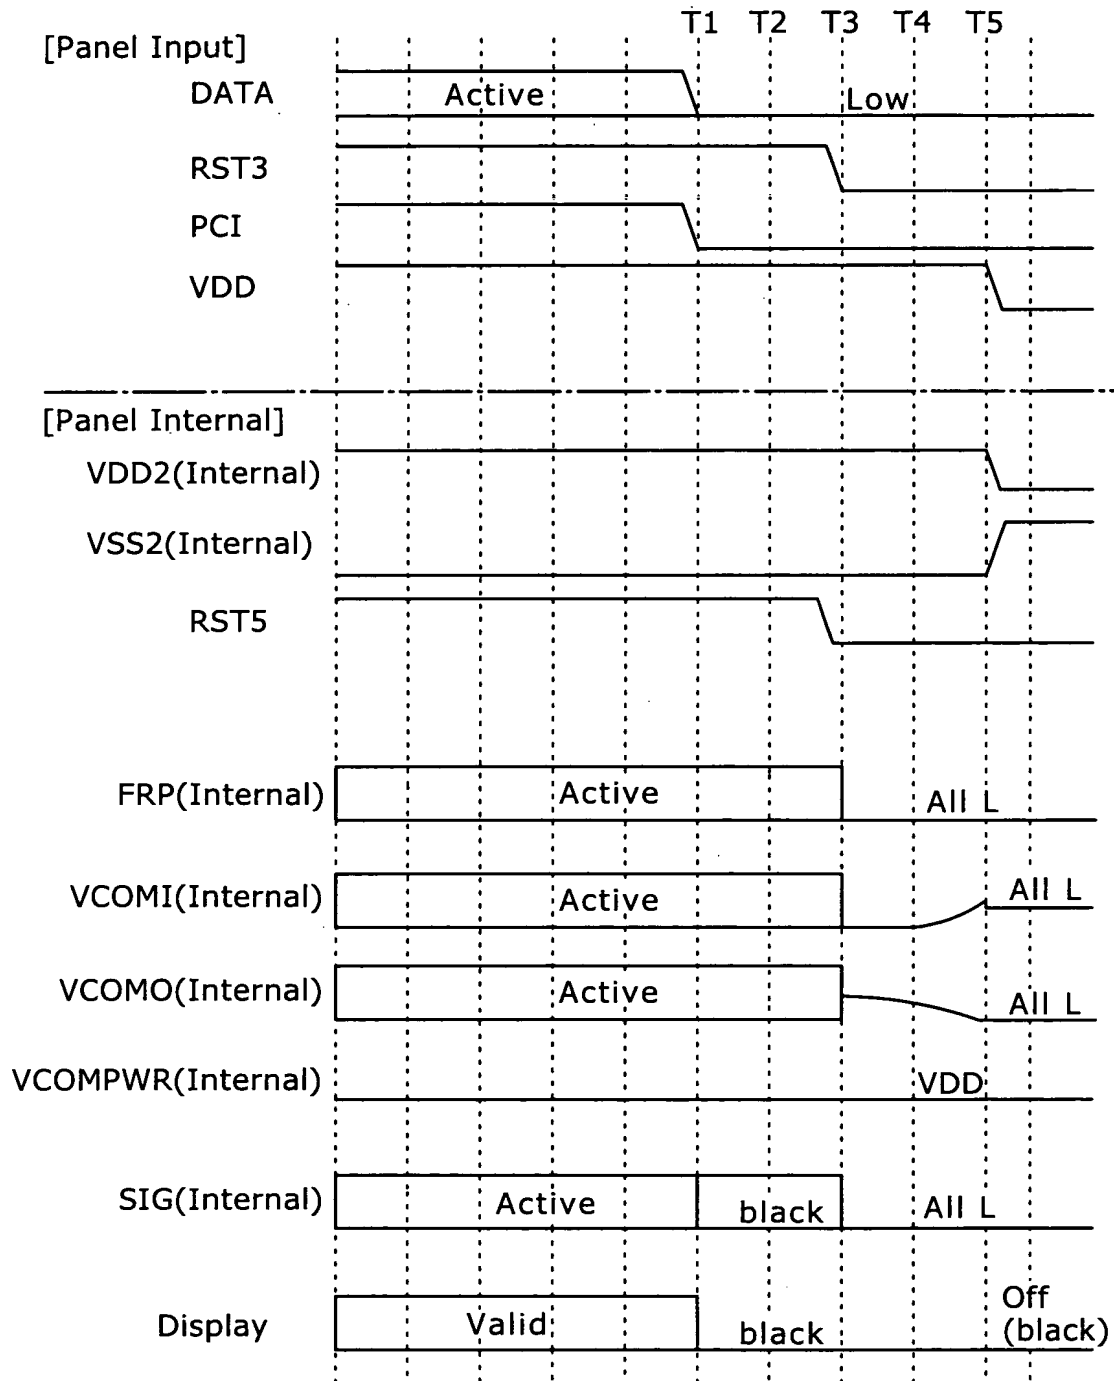 T1 T2 T3 T4 T5
[Panel Input]
DATA Active Low
RST3
PCI
VDD
[Panel Internal]
VDD2(Internal)
VSS2(Internal)
RST5
FRP(Internal) Active All L
VCOMI(Internal) Active All L
VCOMO(Internal) Active All L
VCOMPWR(Internal) VDD
SIG(Internal) Active black All L
Display Valid black Off
(black)